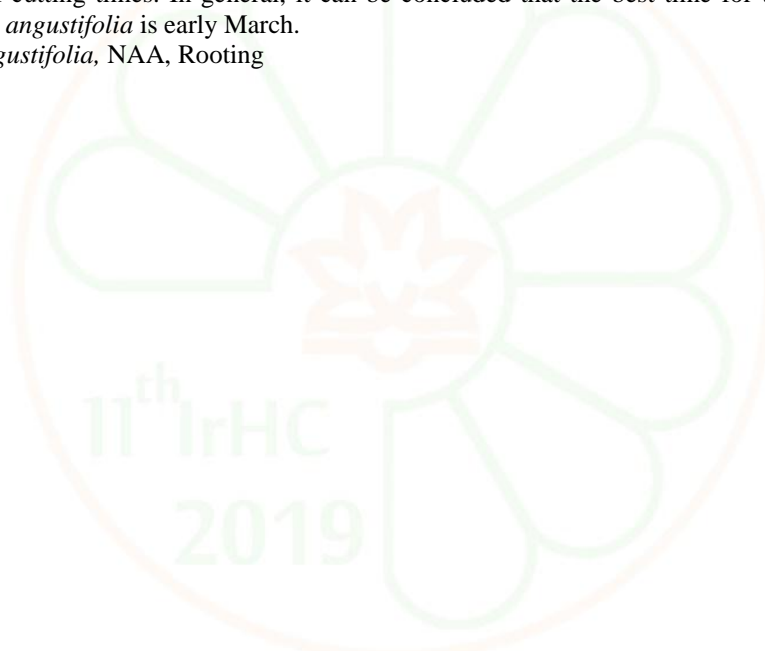 cutting times. In general, it can be concluded that the best time for
angustifolia is early March.
gustifolia, NAA, Rooting
11th IrHC
2019